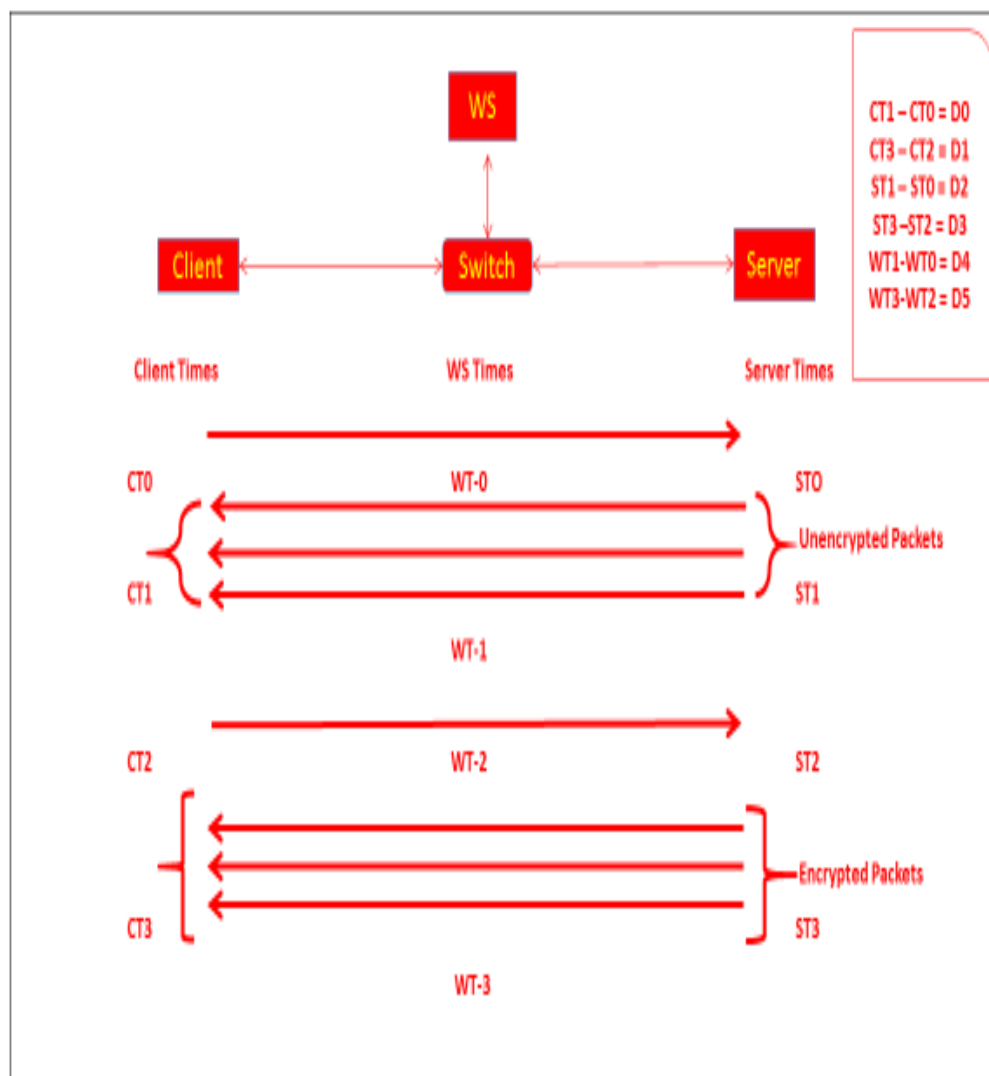 WS
CT1 – CT0 = D0
CT3 – CT2 = D1
ST1 – ST0 = D2
ST3 –ST2 = D3
WT1-WT0 = D4
WT3-WT2 = D5
Client
Switch
Server
Client Times
WS Times
Server Times
CT0
WT-0
STO
Unencrypted Packets
CT1
ST1
WT-1
CT2
WT-2
ST2
Encrypted Packets
CT3
ST3
WT-3